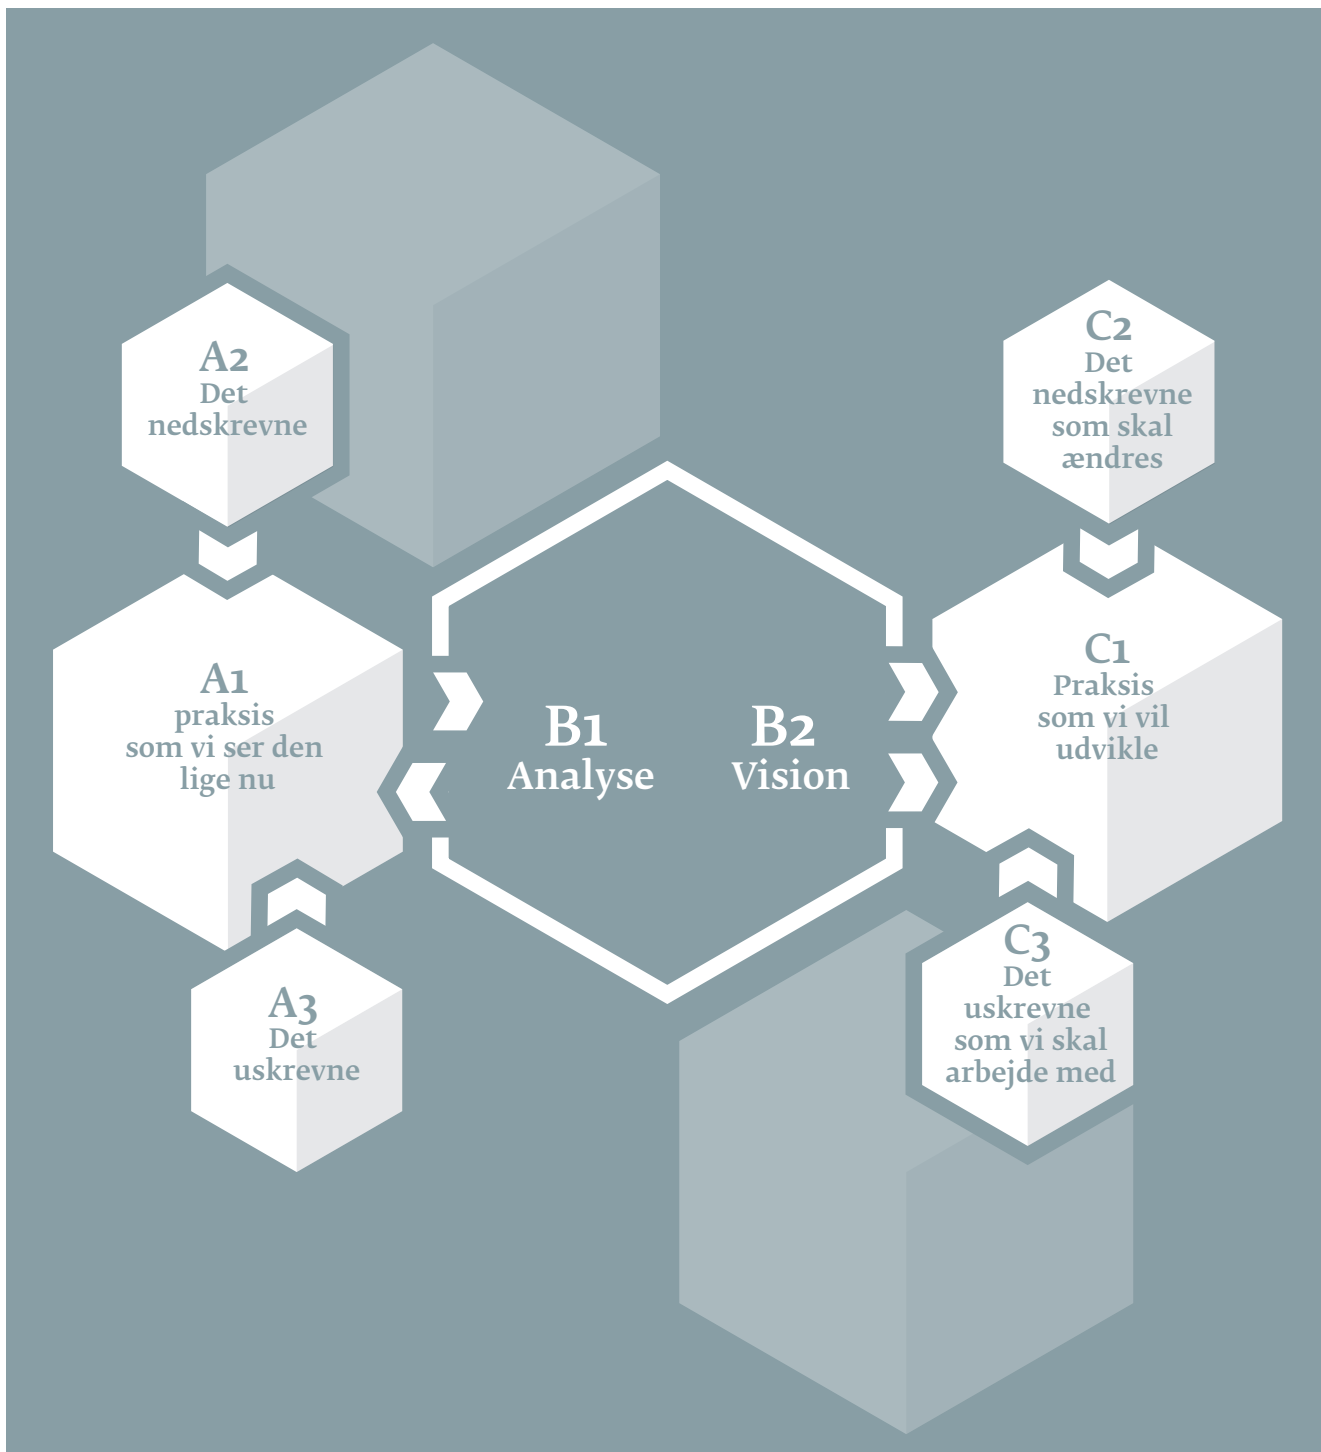 A2
Det
nedskrevne
A1
praksis
som vi ser den
lige nu
A3
Det
uskrevne
B1
Analyse
B2
Vision
C2
Det
nedskrevne
som skal
ændres
C1
Praksis
som vi vil
udvikle
C3
Det
uskrevne
som vi skal
arbejde med